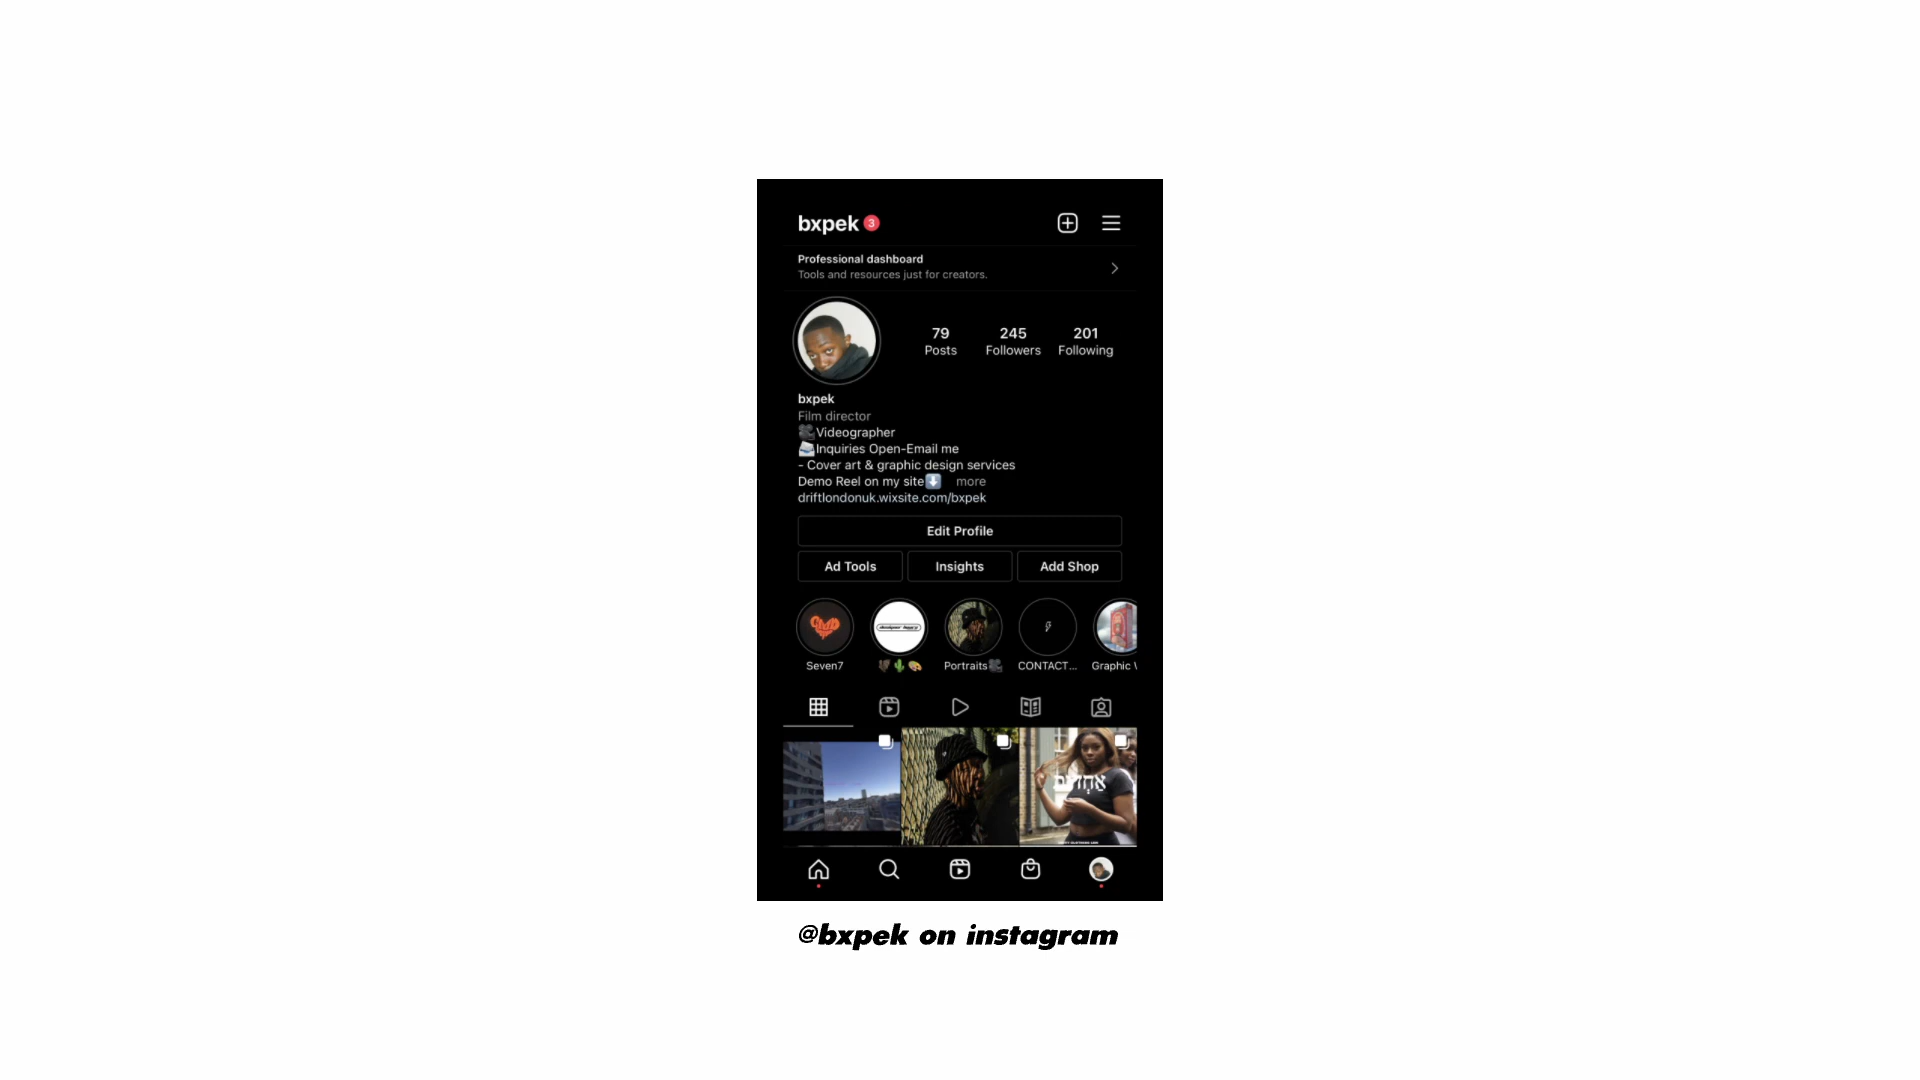 bxpek 3
Professional dashboard
Tools and resources just for creators.
79 245 201
Posts Followers Following
bxpek
Film director
🎥Videographer
📨Inquiries Open-Email me
- Cover art & graphic design services
Demo Reel on my site⬇️ more
driftlondonuk.wixsite.com/bxpek
Edit Profile
Ad Tools Insights Add Shop
Seven7 🖤🌵🎨 Portraits🎥 CONTACT... Graphic
אחותם
@bxpek on instagram